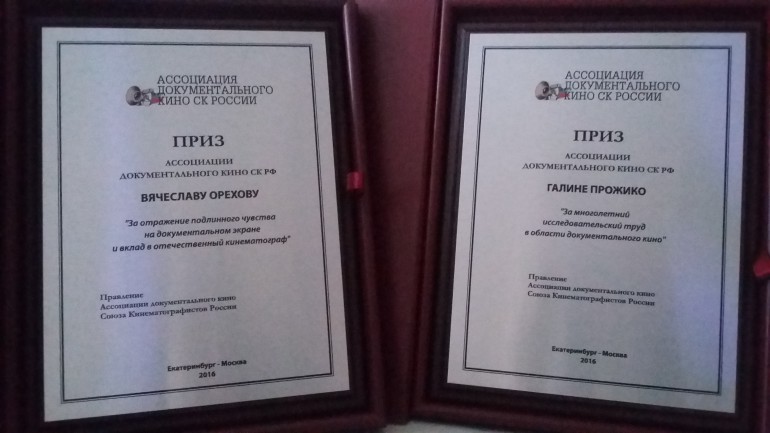 АССОЦИАЦИЯ
ДОКУМЕНТАЛЬНОГО
КИНО СК РОССИИ
ПРИЗ
АССОЦИАЦИИ
ДОКУМЕНТАЛЬНОГО КИНО СК РФ
ВЯЧЕСЛАВУ ОРЕХОВУ
"За отражение подлинного чувства
на документальном экране
и вклад в отечественный кинематограф"
Правление
Ассоциации документального кино
Союза Кинематографистов России
Екатеринбург - Москва
2016
АССОЦИАЦИЯ
ДОКУМЕНТАЛЬНОГО
КИНО СК РОССИИ
ПРИЗ
АССОЦИАЦИИ
ДОКУМЕНТАЛЬНОГО КИНО СК РФ
ГАЛИНЕ ПРОЖИКО
"За многолетний
исследовательский труд
в области документального кино"
Правление
Ассоциации документального кино
Союза Кинематографистов России
Екатеринбург - Москва
2016